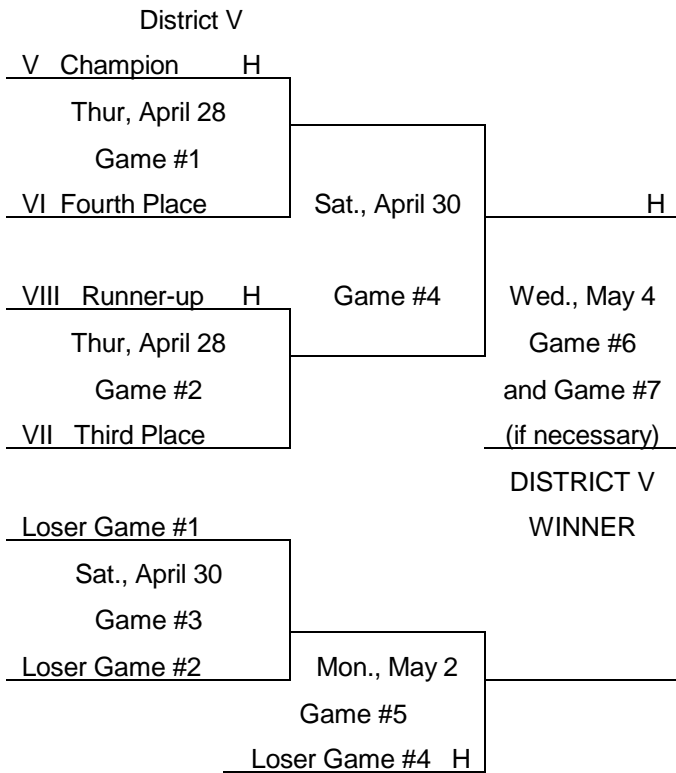 District V
V Champion H
Thur, April 28
Game #1
VI Fourth Place
Sat., April 30
H
VIII Runner-up H
Game #4
Wed., May 4
Thur, April 28
Game #6
Game #2
and Game #7
VII Third Place
(if necessary)
DISTRICT V
Loser Game #1
WINNER
Sat., April 30
Game #3
Loser Game #2
Mon., May 2
Game #5
Loser Game #4 H